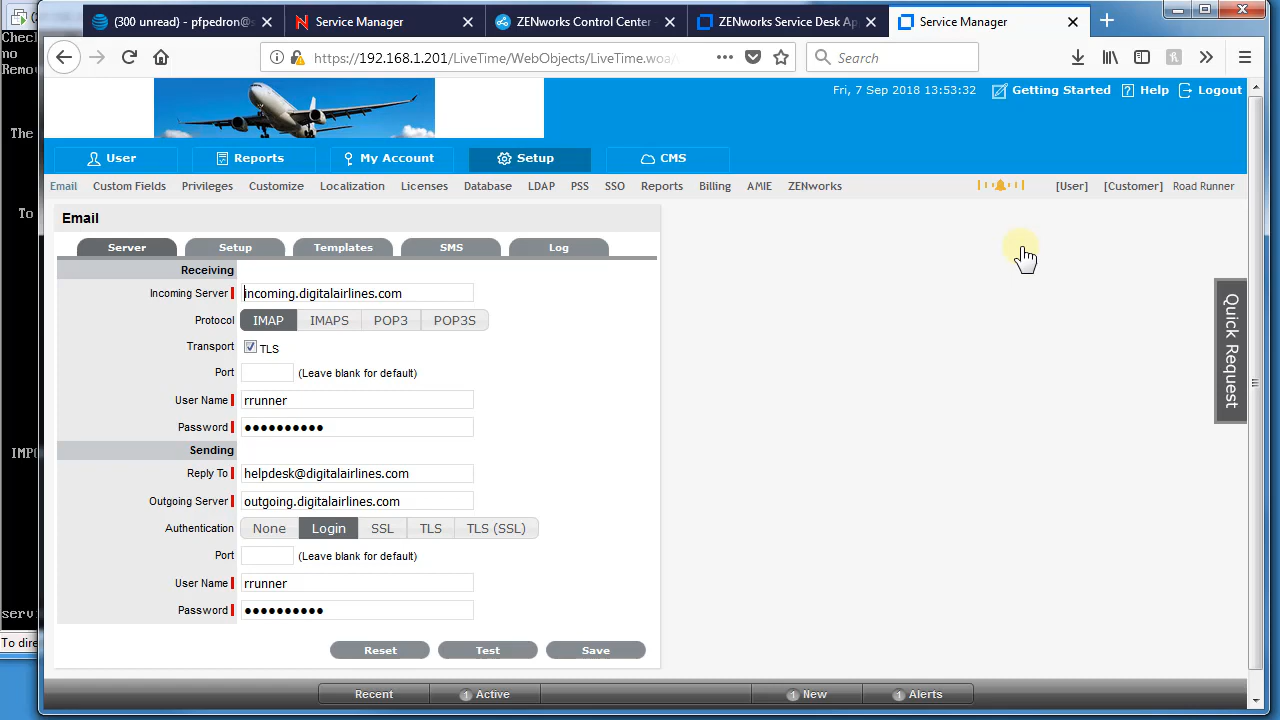 (300 unread) - pfpedron@s
Service Manager
ZENworks Control Center
ZENworks Service Desk Ap
Service Manager
https://192.168.1.201/LiveTime/WebObjects/LiveTime.woa/
Search
Check
no
Remo
The
To
IMPO
servi
To dire
Fri, 7 Sep 2018 13:53:32
Getting Started
Help
Logout
User
Reports
My Account
Setup
CMS
Email
Custom Fields
Privileges
Customize
Localization
Licenses
Database
LDAP
PSS
SSO
Reports
Billing
AMIE
ZENworks
[User]
[Customer]
Road Runner
Email
Server
Setup
Templates
SMS
Log
Receiving
Incoming Server
incoming.digitalairlines.com
Protocol
IMAP
IMAPS
POP3
POP3S
Transport
TLS
Port
(Leave blank for default)
User Name
rrunner
Password
●●●●●●●●●●
Sending
Reply To
helpdesk@digitalairlines.com
Outgoing Server
outgoing.digitalairlines.com
Authentication
None
Login
SSL
TLS
TLS (SSL)
Port
(Leave blank for default)
User Name
rrunner
Password
●●●●●●●●●●
Reset
Test
Save
Quick Request
Recent
1 Active
1 New
1 Alerts